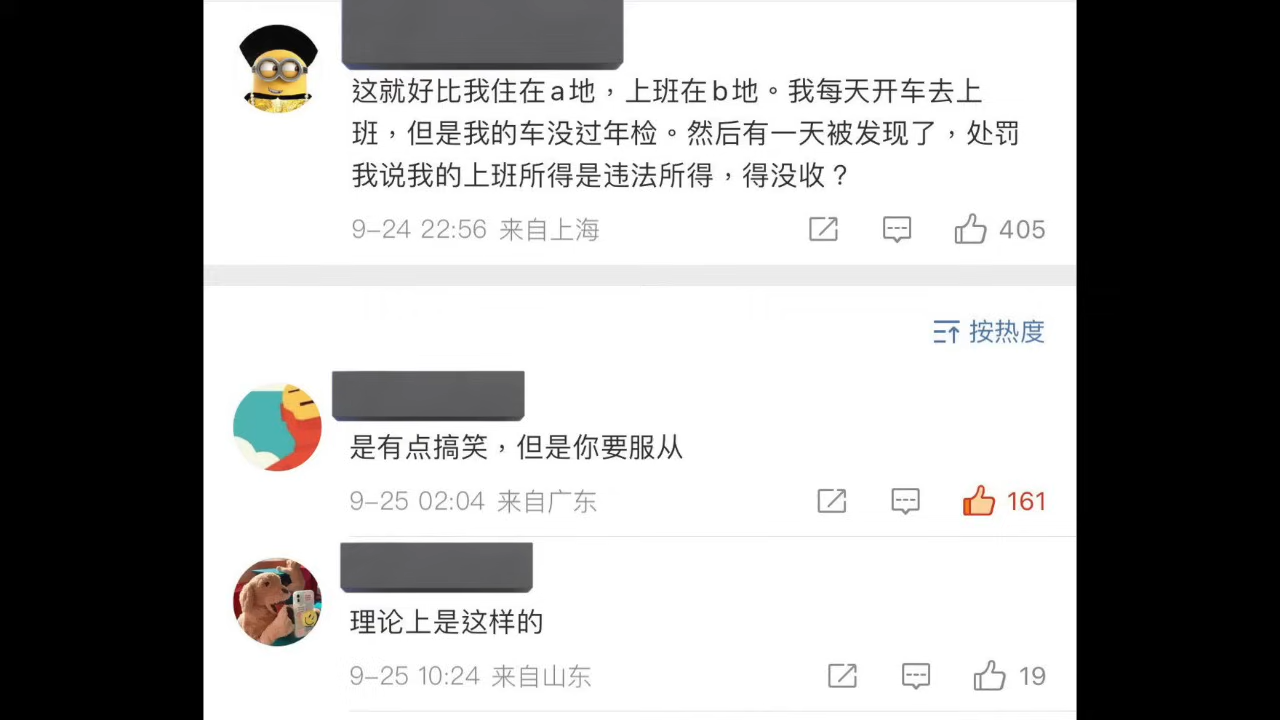 这就好比我住在a地，上班在b地。我每天开车去上
班，但是我的车没过年检。然后有一天被发现了，处罚
我说我的上班所得是违法所得，得没收？
9-24 22:56 来自上海
405
按热度
是有点搞笑，但是你要服从
9-25 02:04 来自广东
161
理论上是这样的
9-25 10:24 来自山东
19